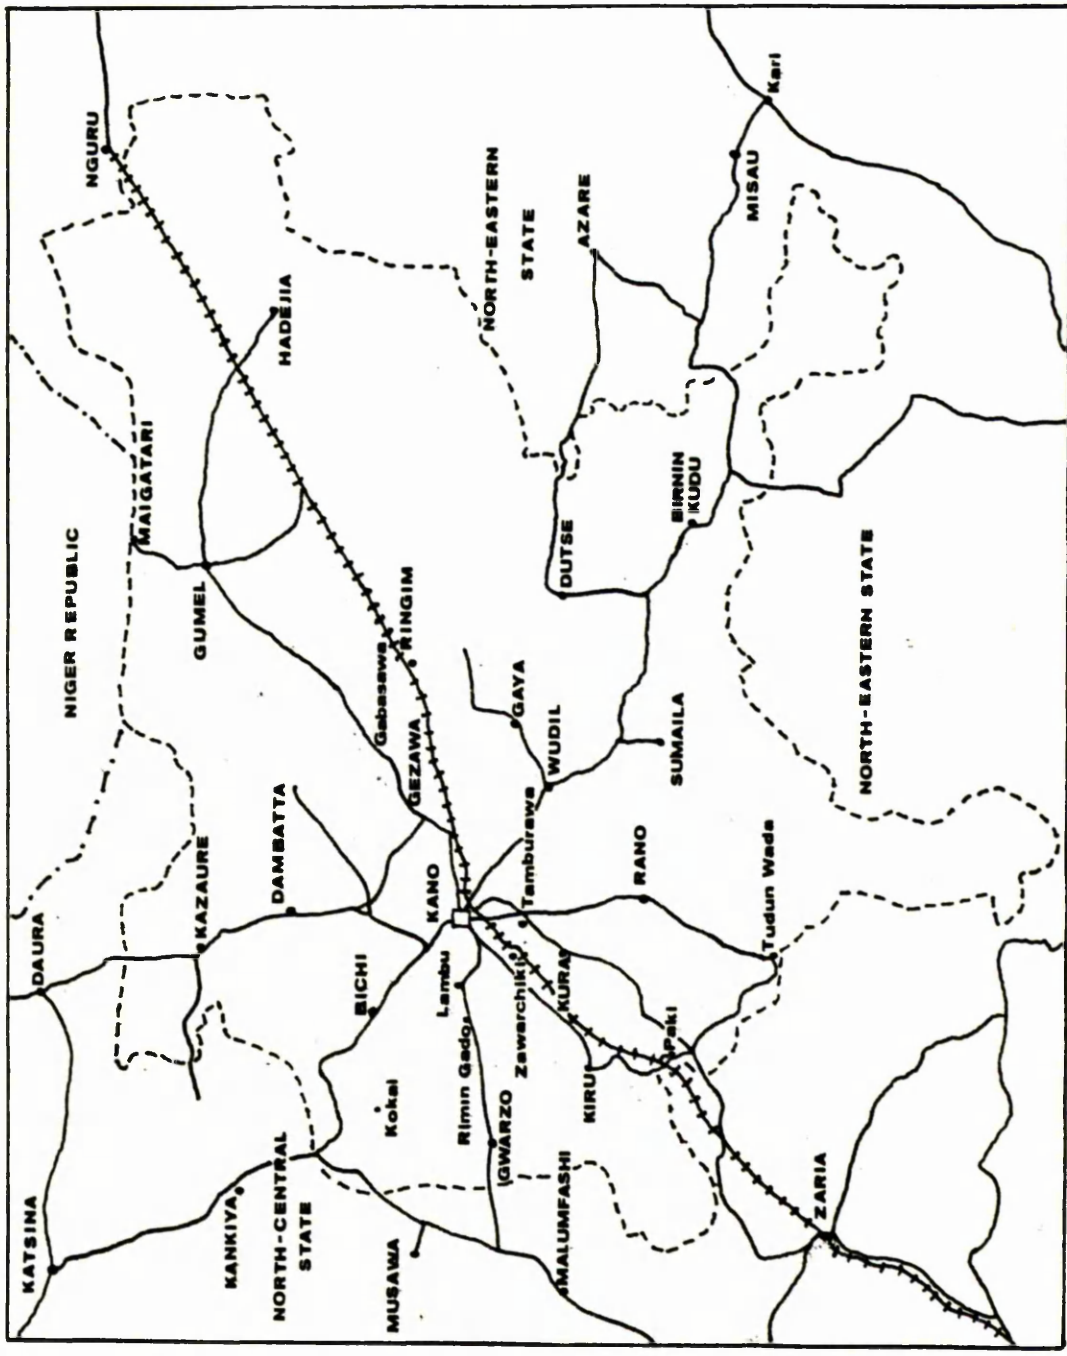 KATSINA
DAURA
NIGER REPUBLIC
MAIGATARI
NGURU
KAZAURE
GUMEL
KANKIYA
DAMBATTA
HADEJIA
NORTH-CENTRAL
STATE
BICHI
Kokai
MUSAWA
KANO
Lambu
Rimin Gado
GEZAWA
Gabasawa
RINGIM
GWARZO
Zawarchiki
Tamburawa
GAYA
WUDIL
NORTH-EASTERN
STATE
MALUMFASHI
KIRU
KURA
DUTSE
AZARE
RANO
SUMAILA
BIRNIN
KUDU
Paki
Tudun Wada
MISAU
Kari
ZARIA
NORTH-EASTERN STATE